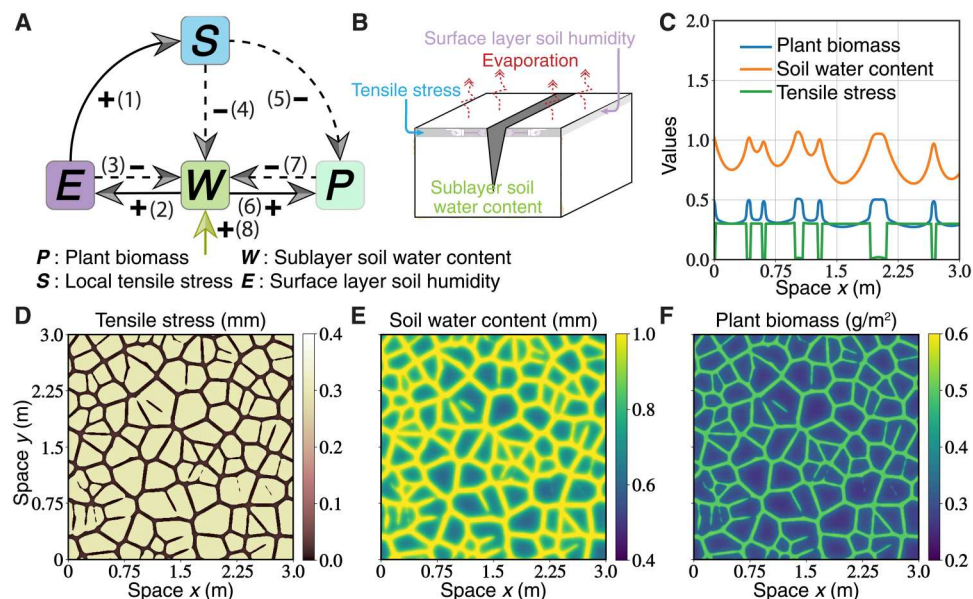 A
S
+(1)
(5)−
−(4)
(3)−
−(7)
E
W
P
+(2)
(6)+
+(8)
P : Plant biomass
W : Sublayer soil water content
S : Local tensile stress
E : Surface layer soil humidity
B
Surface layer soil humidity
Evaporation
Tensile stress
Sublayer soil
water content
C
Plant biomass
Soil water content
Tensile stress
Values
2.0
1.5
1.0
0.5
0.0
0 0.75 1.5 2.25 3.0
Space x (m)
D
Tensile stress (mm)
Space y (m)
3.0
2.25
1.5
0.75
0
0 0.75 1.5 2.25 3.0
Space x (m)
0.4
0.3
0.2
0.1
0.0
E
Soil water content (mm)
0 0.75 1.5 2.25 3.0
Space x (m)
1.0
0.8
0.6
0.4
F
Plant biomass (g/m²)
0 0.75 1.5 2.25 3.0
Space x (m)
0.6
0.5
0.4
0.3
0.2